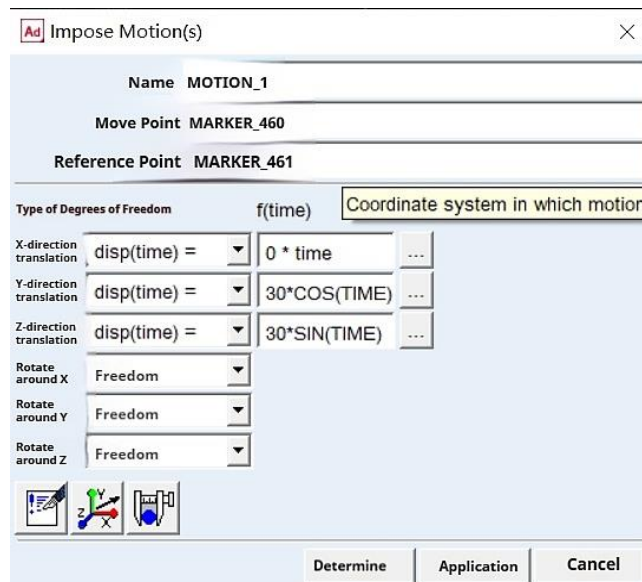 Ad Impose Motion(s)
Name MOTION_1
Move Point MARKER_460
Reference Point MARKER_461
Type of Degrees of Freedom f(time) Coordinate system in which motion
X-direction translation disp(time) = 0 * time ...
Y-direction translation disp(time) = 30*COS(TIME) ...
Z-direction translation disp(time) = 30*SIN(TIME) ...
Rotate around X Freedom
Rotate around Y Freedom
Rotate around Z Freedom
Z Y X
Determine Application Cancel